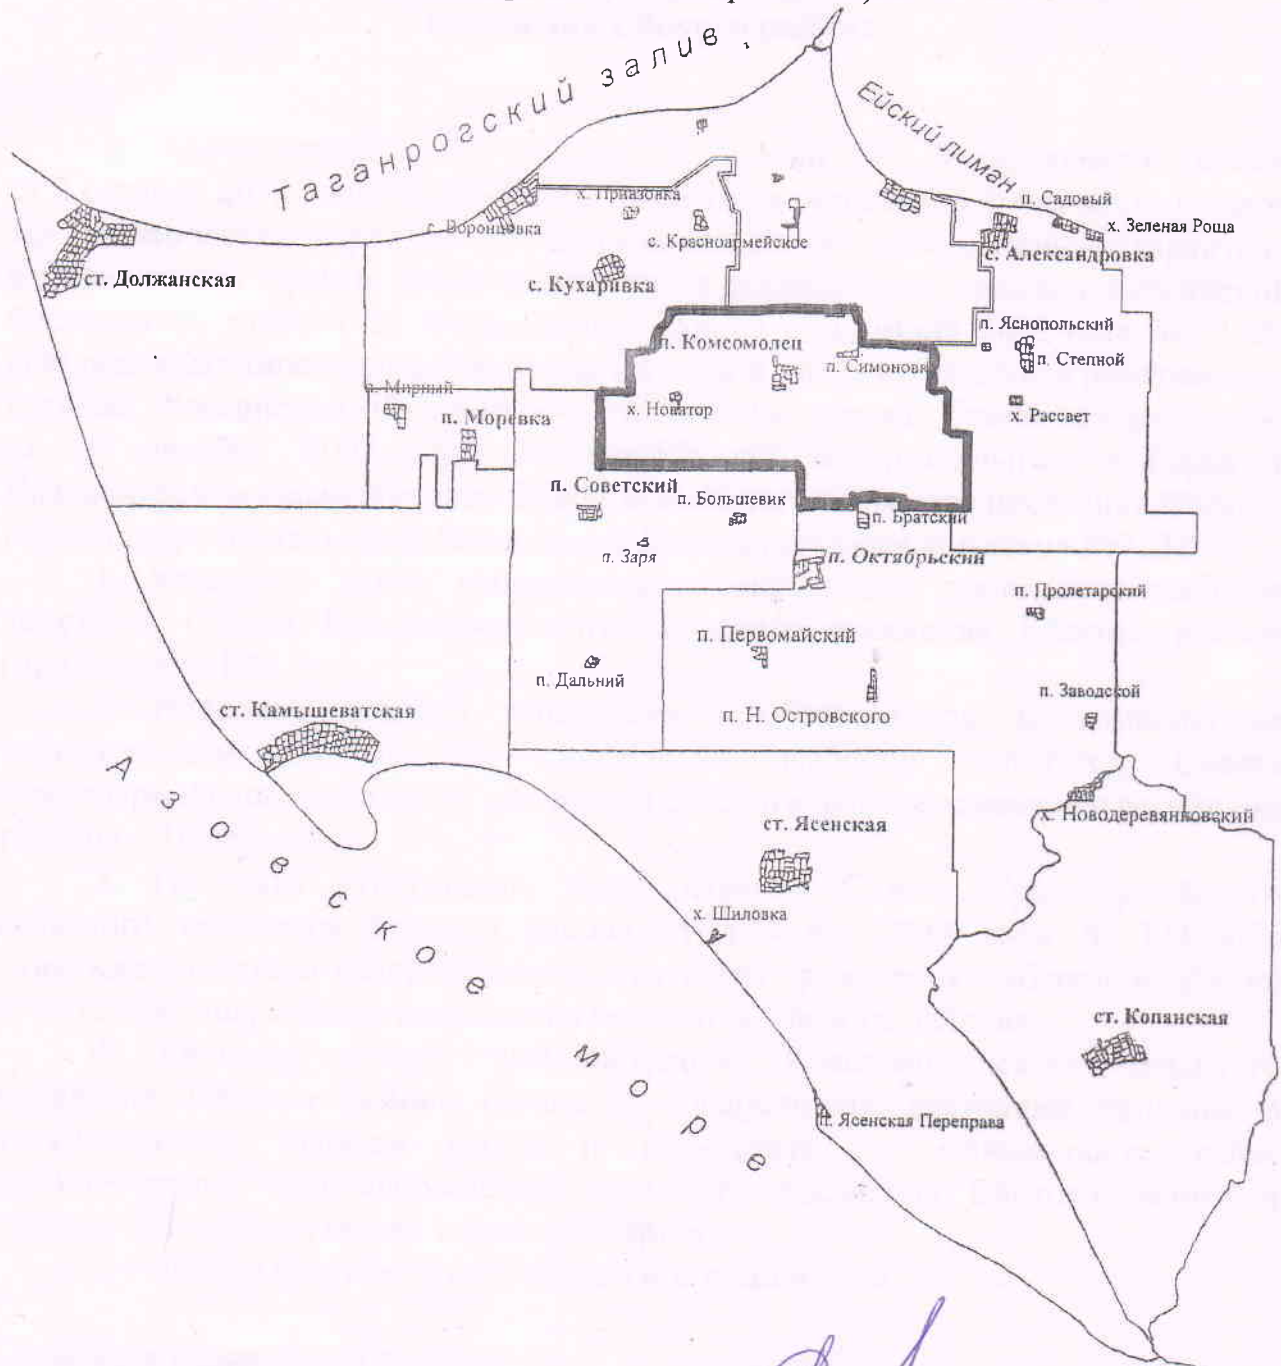 Таганрогский залив
Ейский лиман
п. Садовый
х. Приазовка
х. Зеленая Роща
с. Воронцовка
с. Красноармейское
с. Александровка
ст. Должанская
с. Кухаривка
п. Яснопольский
п. Комсомолец
п. Степной
п. Симоновка
п. Мирный
х. Новатор
х. Рассвет
п. Моревка
п. Советский
п. Большевик
п. Братский
п. Заря
п. Октябрьский
п. Пролетарский
п. Первомайский
п. Дальний
п. Заводской
ст. Камышеватская
п. Н. Островского
Азовское море
х. Новодеревянковский
ст. Ясенская
х. Шиловка
ст. Копанская
п. Ясенская Переправа